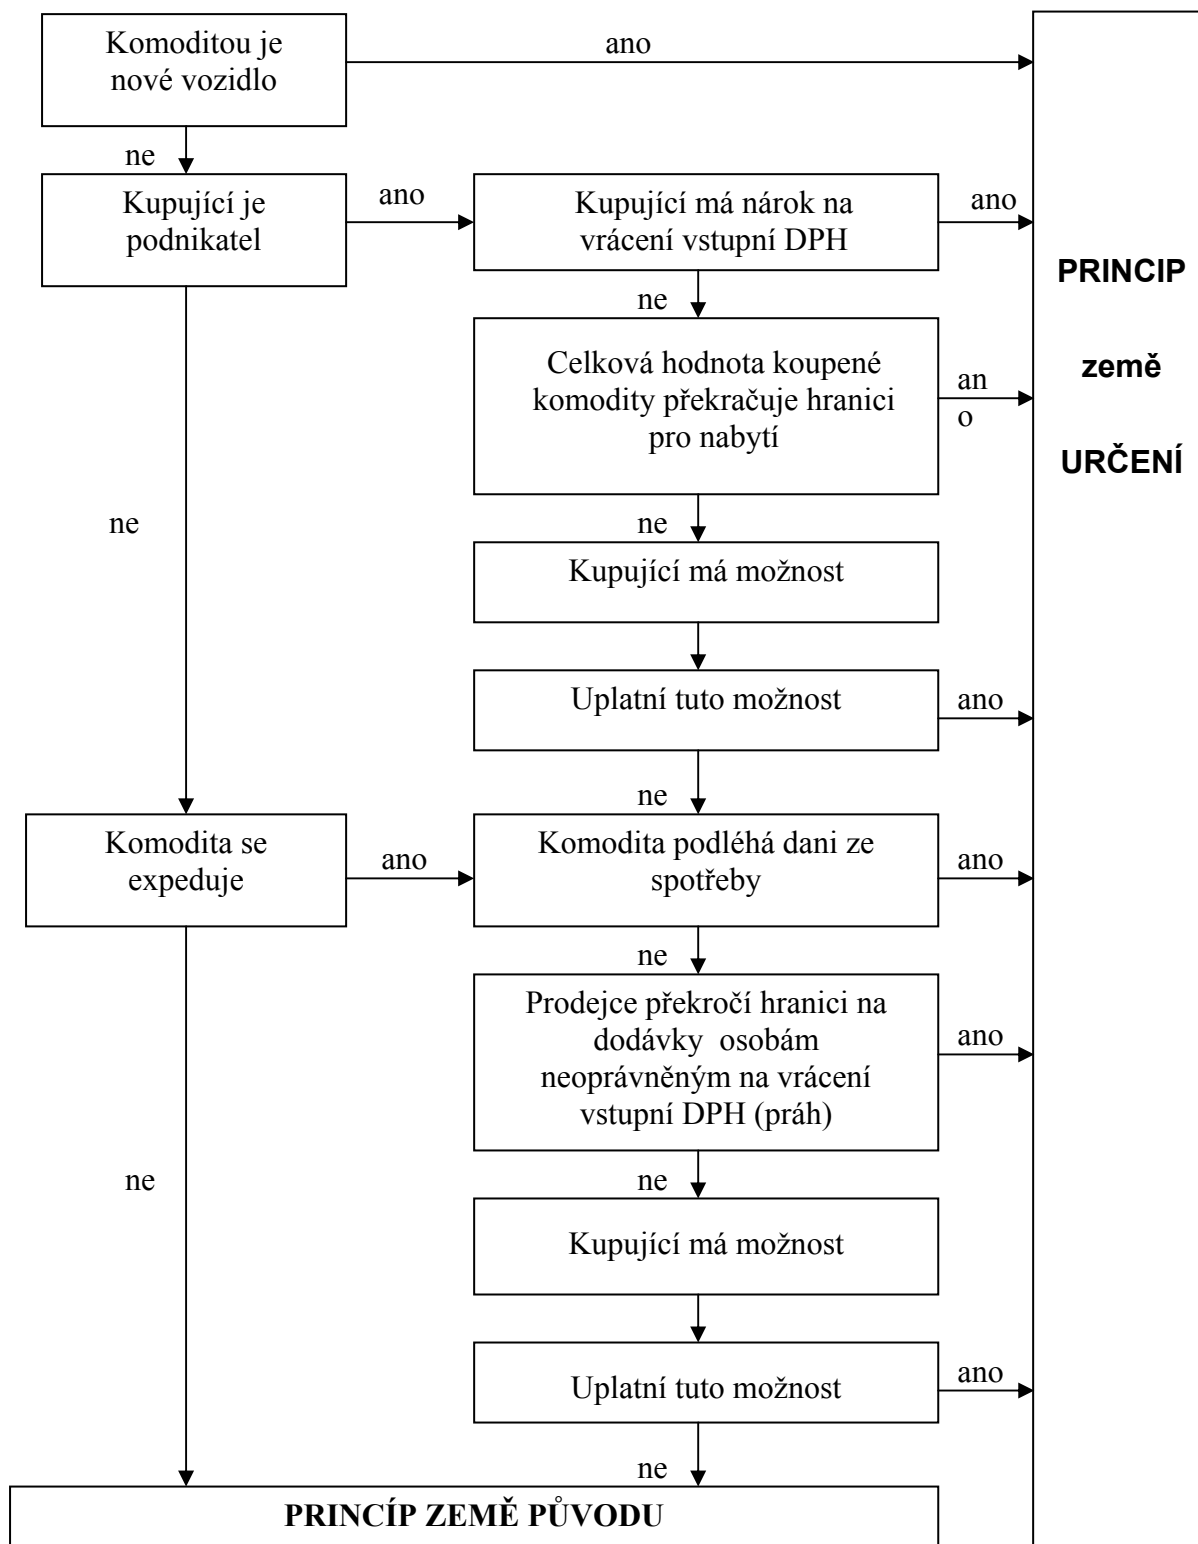 Komoditou je
nové vozidlo
ano
ne
Kupující je
podnikatel
ano
Kupující má nárok na
vrácení vstupní DPH
ano
ne
PRINCIP
země
URČENÍ
Celková hodnota koupené
komodity překračuje hranici
pro nabytí
an
o
ne
ne
Kupující má možnost
Uplatní tuto možnost
ano
ne
Komodita se
expeduje
ano
Komodita podléhá dani ze
spotřeby
ano
ne
Prodejce překročí hranici na
dodávky  osobám
neoprávněným na vrácení
vstupní DPH (práh)
ano
ne
ne
Kupující má možnost
Uplatní tuto možnost
ano
ne
PRINCÍP ZEMĚ PŮVODU